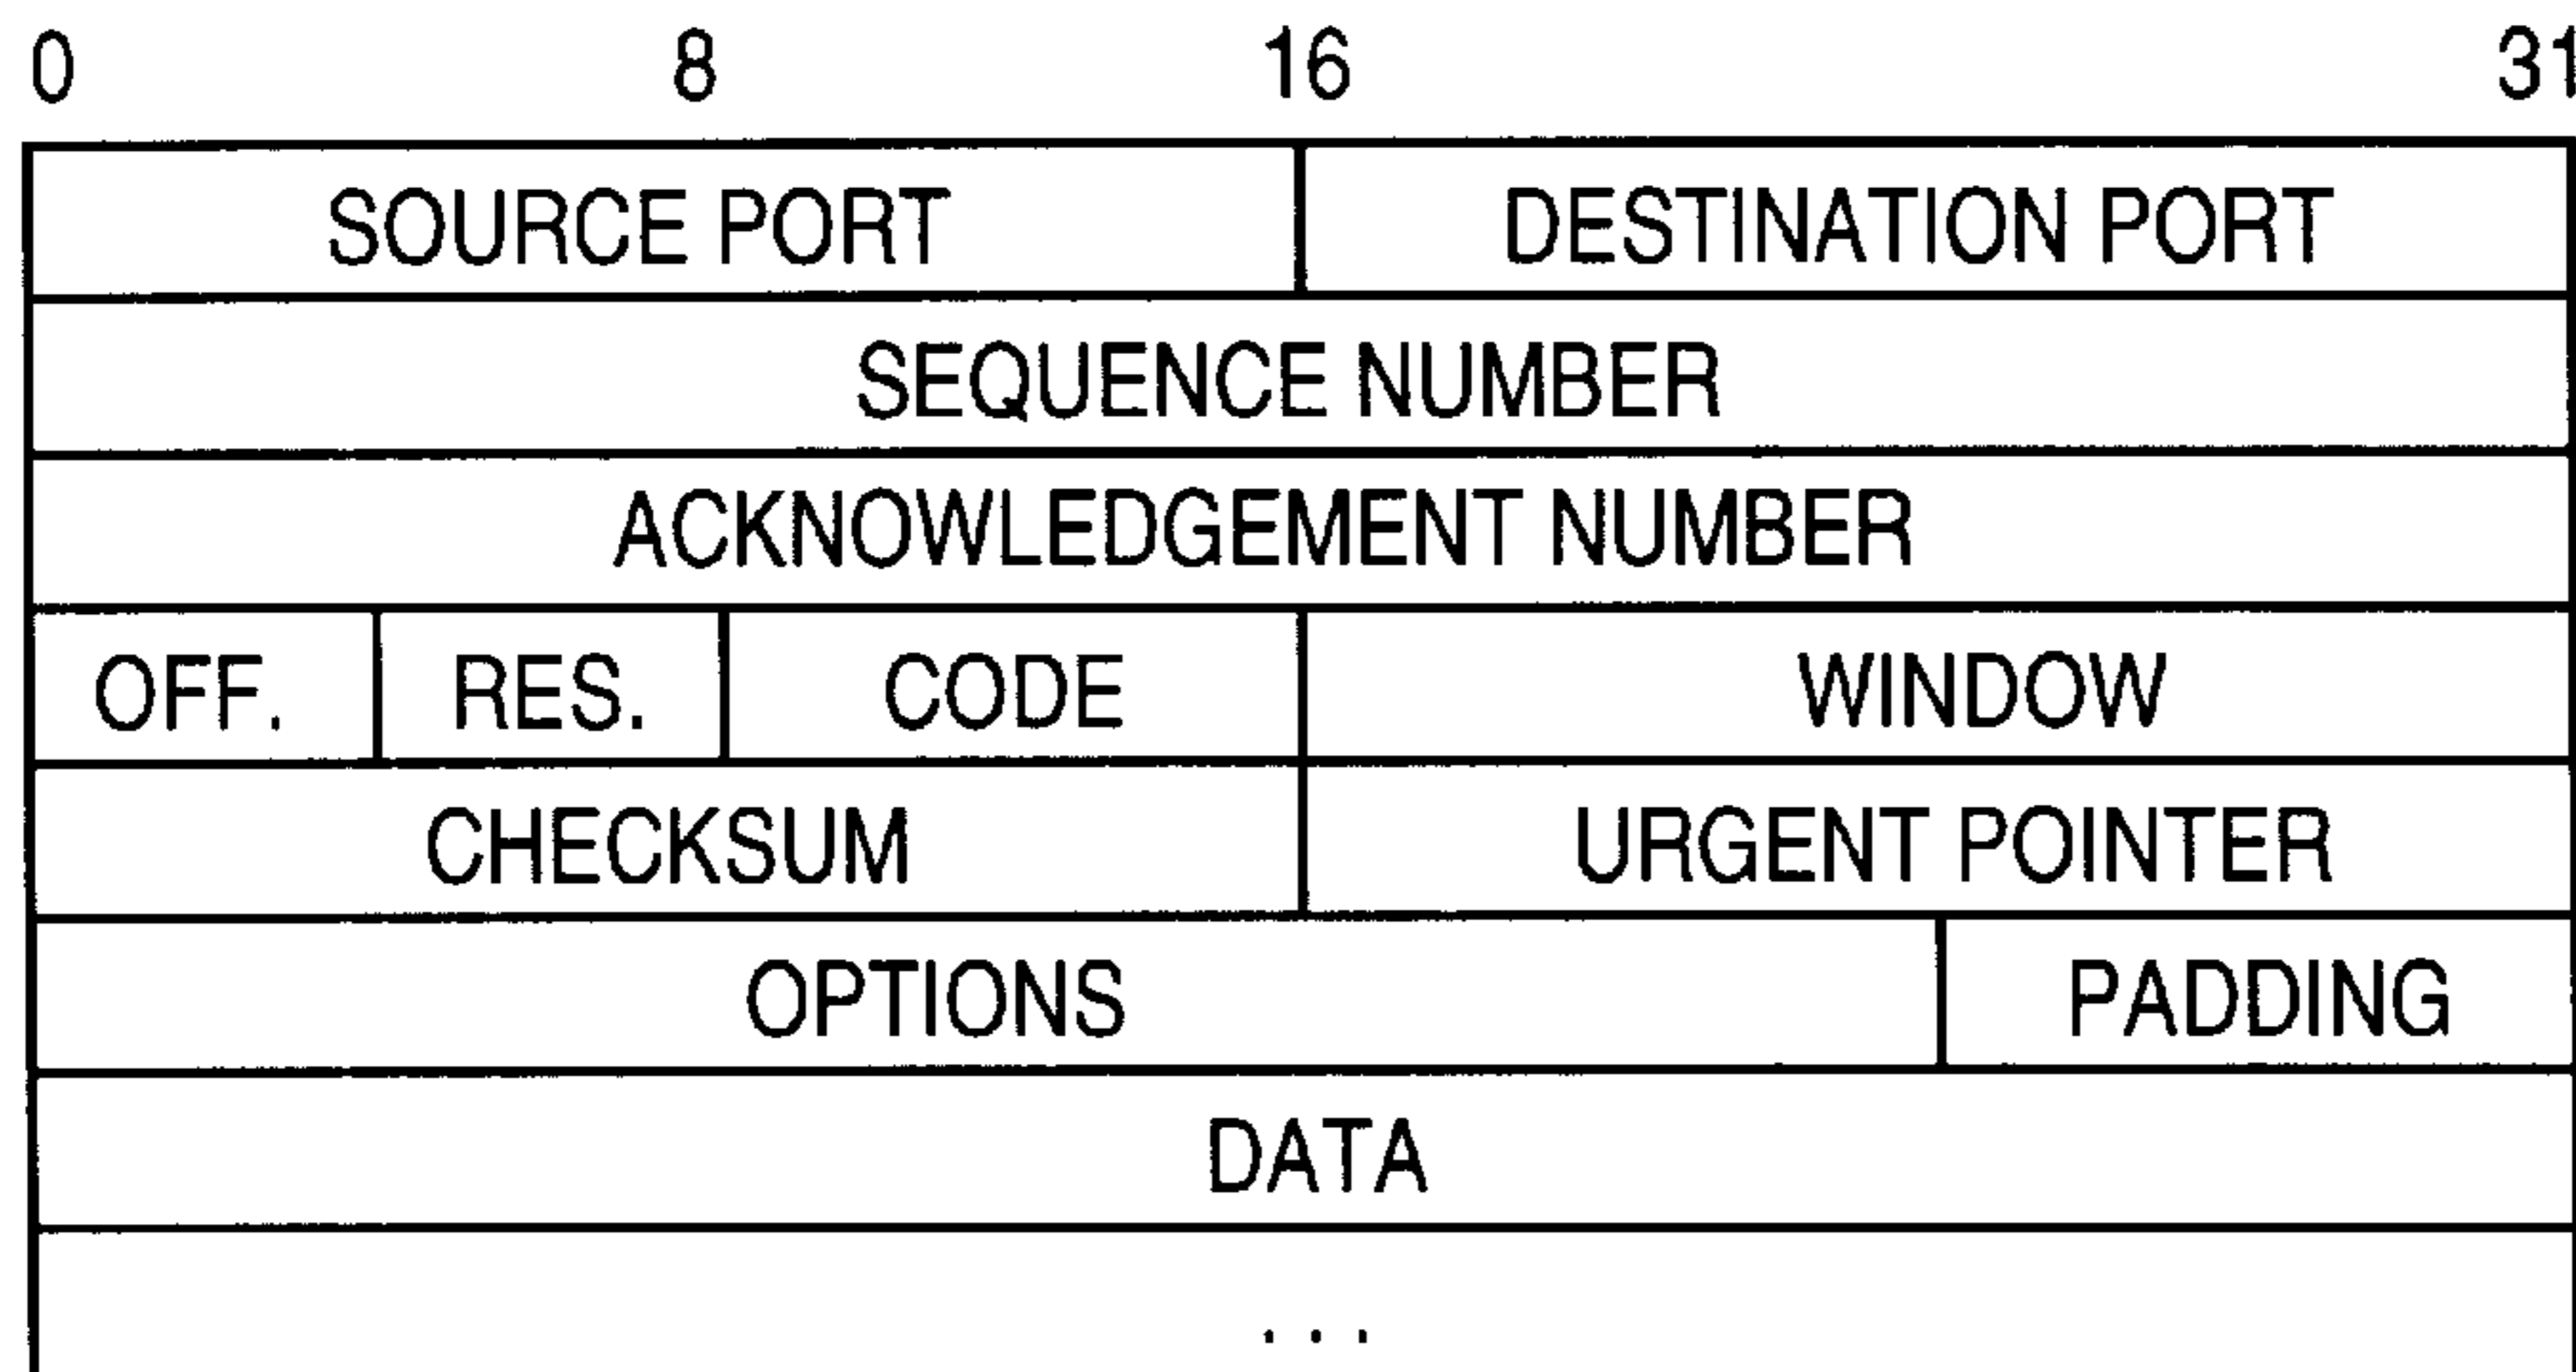 0 8 16 31
SOURCE PORT DESTINATION PORT
SEQUENCE NUMBER
ACKNOWLEDGEMENT NUMBER
OFF. RES. CODE WINDOW
CHECKSUM URGENT POINTER
OPTIONS PADDING
DATA
. . .